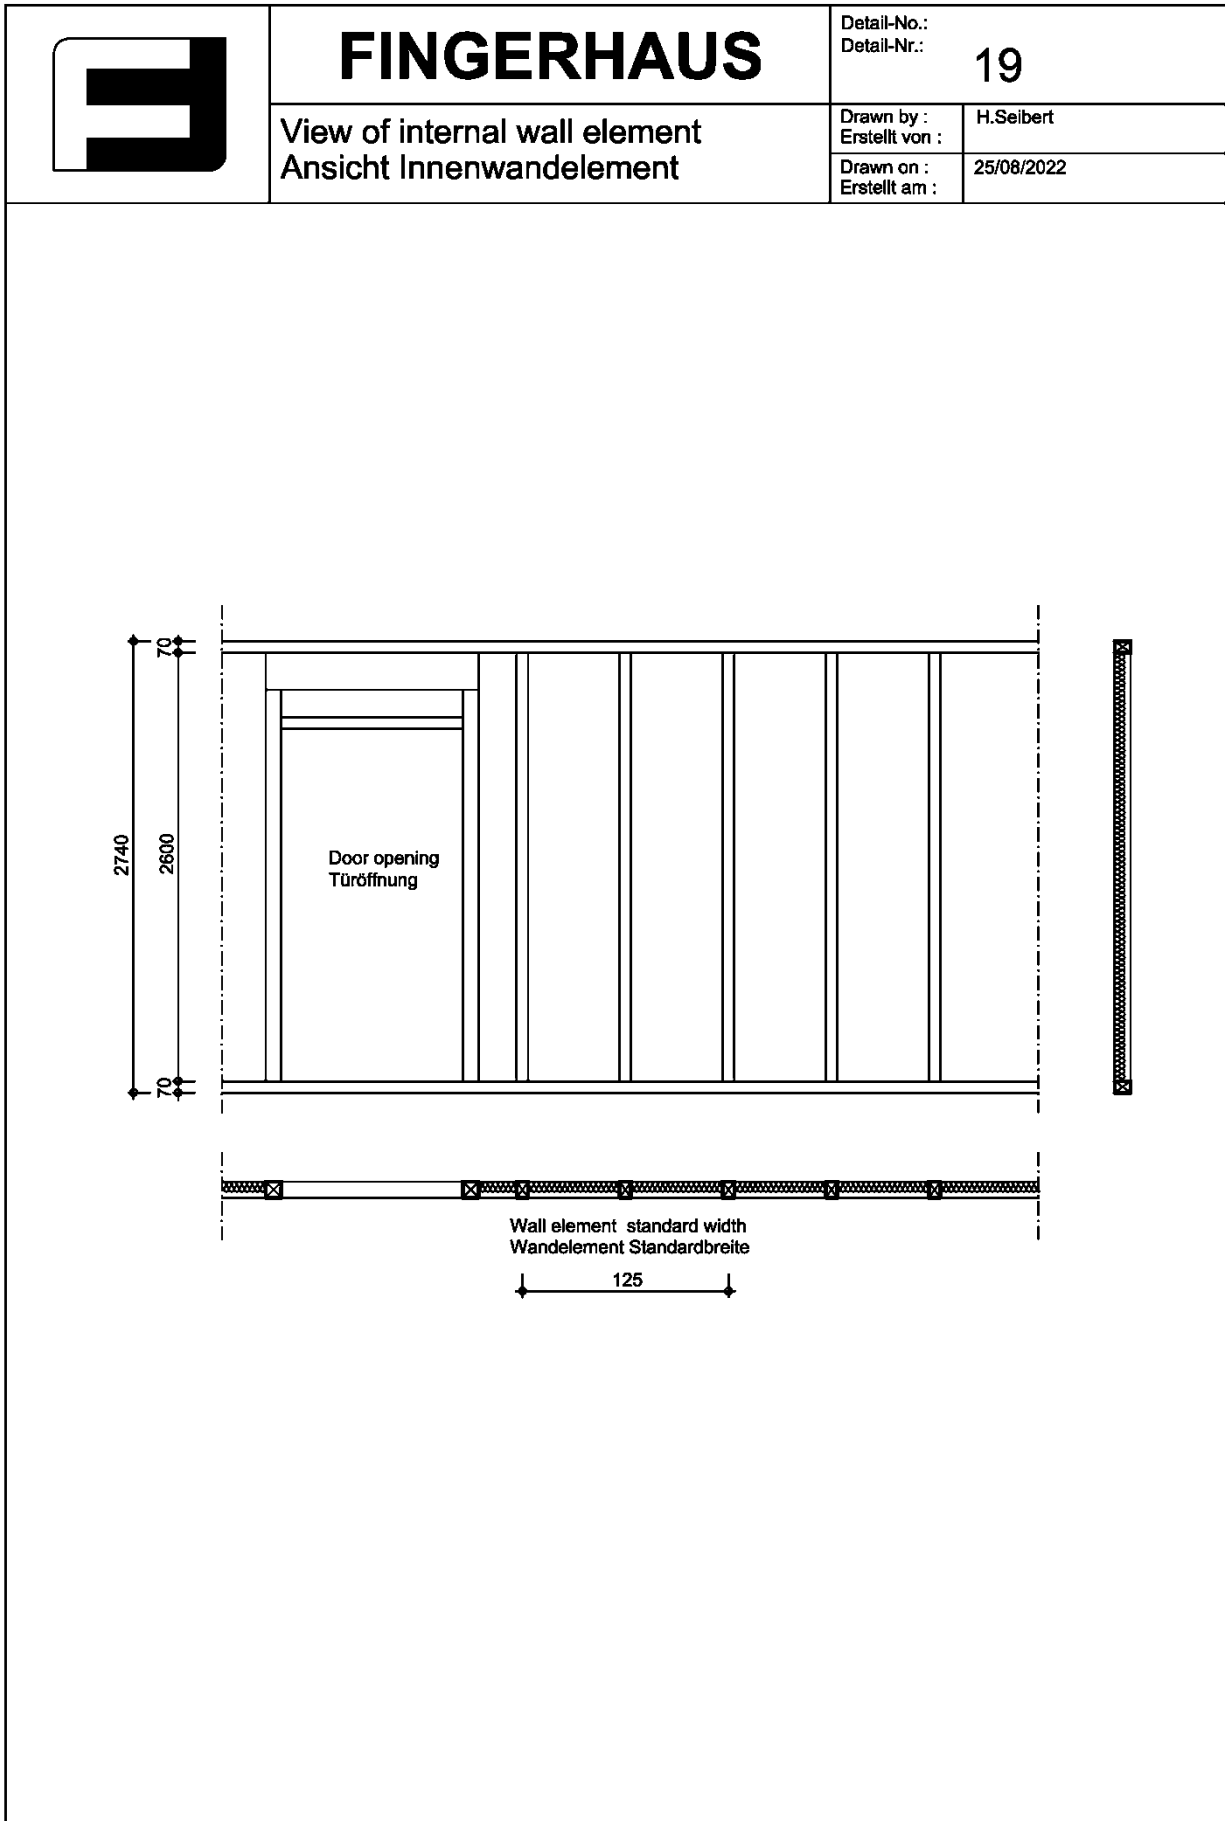 FINGERHAUS
View of internal wall element
Ansicht Innenwandelement
Detail-No.:
Detail-Nr.:
19
Drawn by :
Erstellt von :
H.Seibert
Drawn on :
Erstellt am :
25/08/2022
70
2740
2600
70
Door opening
Türöffnung
Wall element standard width
Wandelement Standardbreite
125